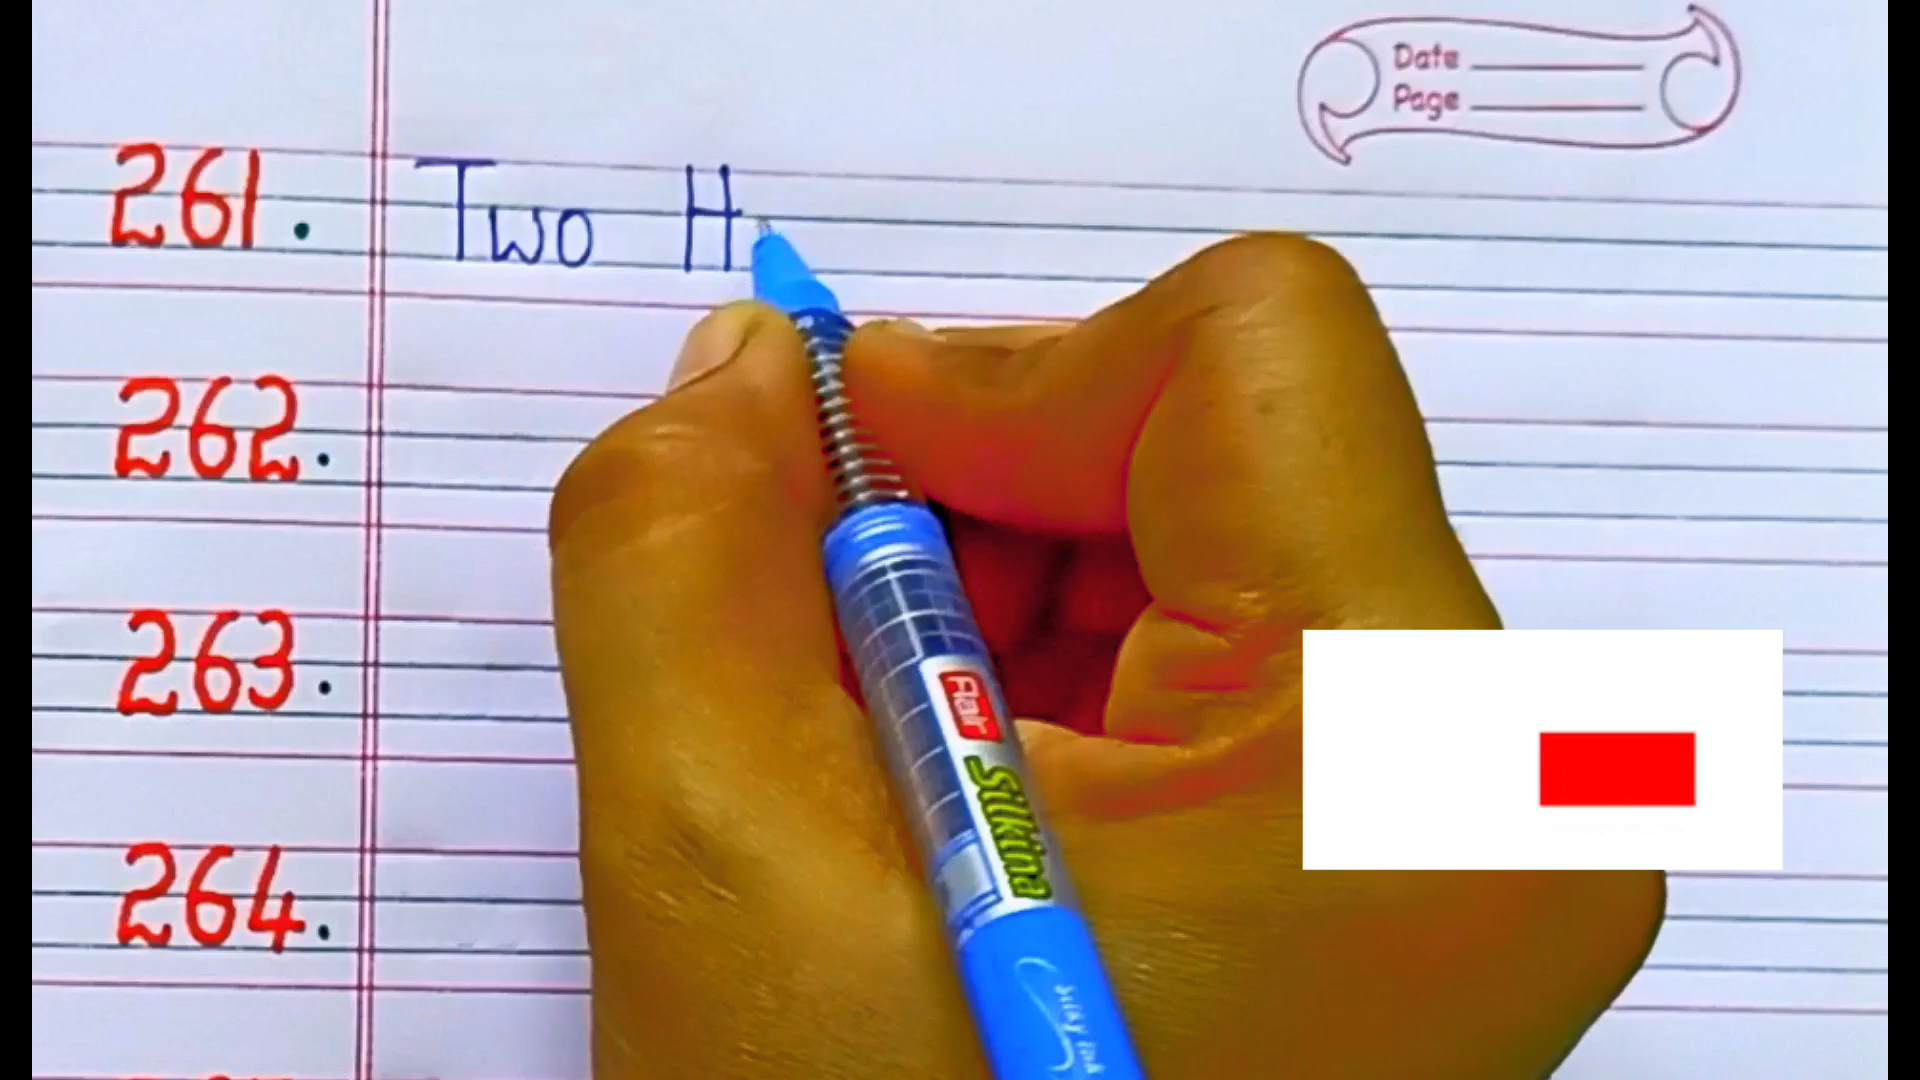 Date
Page
261. Two H
262.
263.
264.
Flair
Silkina